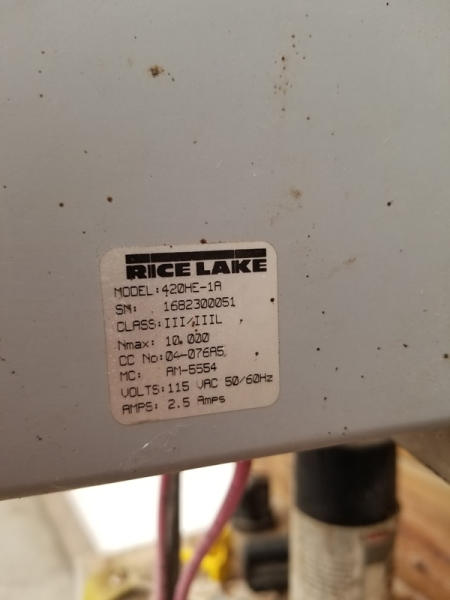 RICE LAKE
MODEL: 420HE-1A
SN: 1682300051
CLASS: III/IIIL
Nmax: 10.000
CC No: 04-076A5
MC: AM-5554
VOLTS: 115 VAC 50/60Hz
AMPS: 2.5 Amps